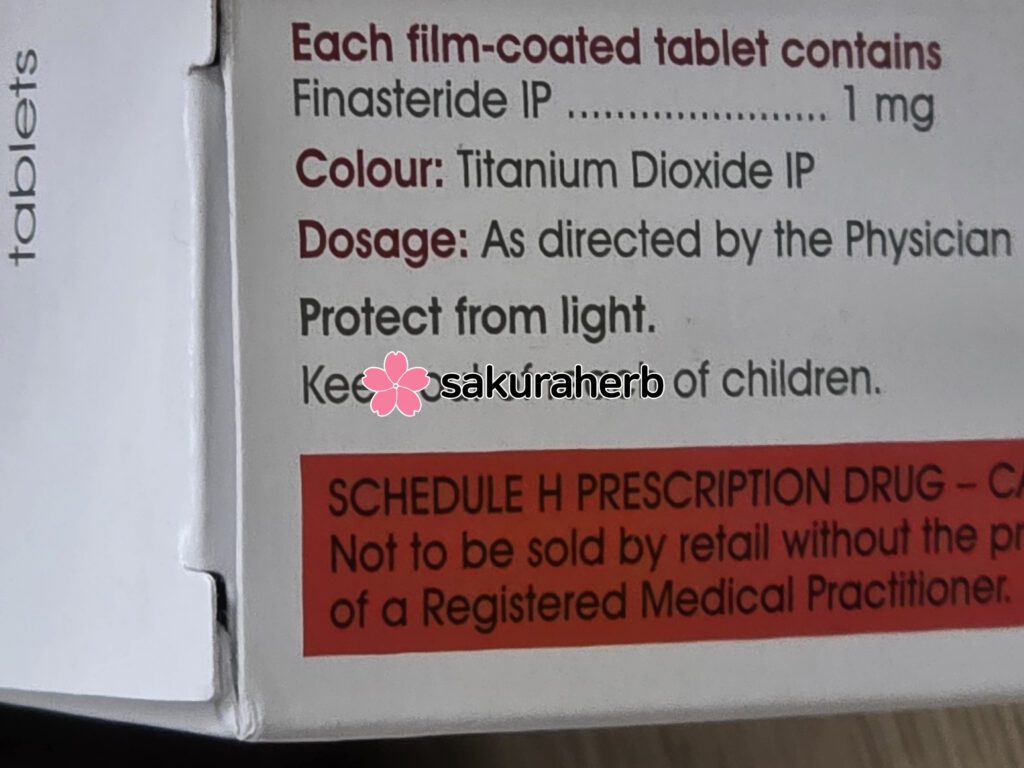 tablets
Each film-coated tablet contains
Finasteride IP ...................... 1 mg
Colour: Titanium Dioxide IP
Dosage: As directed by the Physician
Protect from light.
sakuraherb
of children.
SCHEDULE H PRESCRIPTION DRUG –
Not to be sold by retail without the
of a Registered Medical Practitioner.